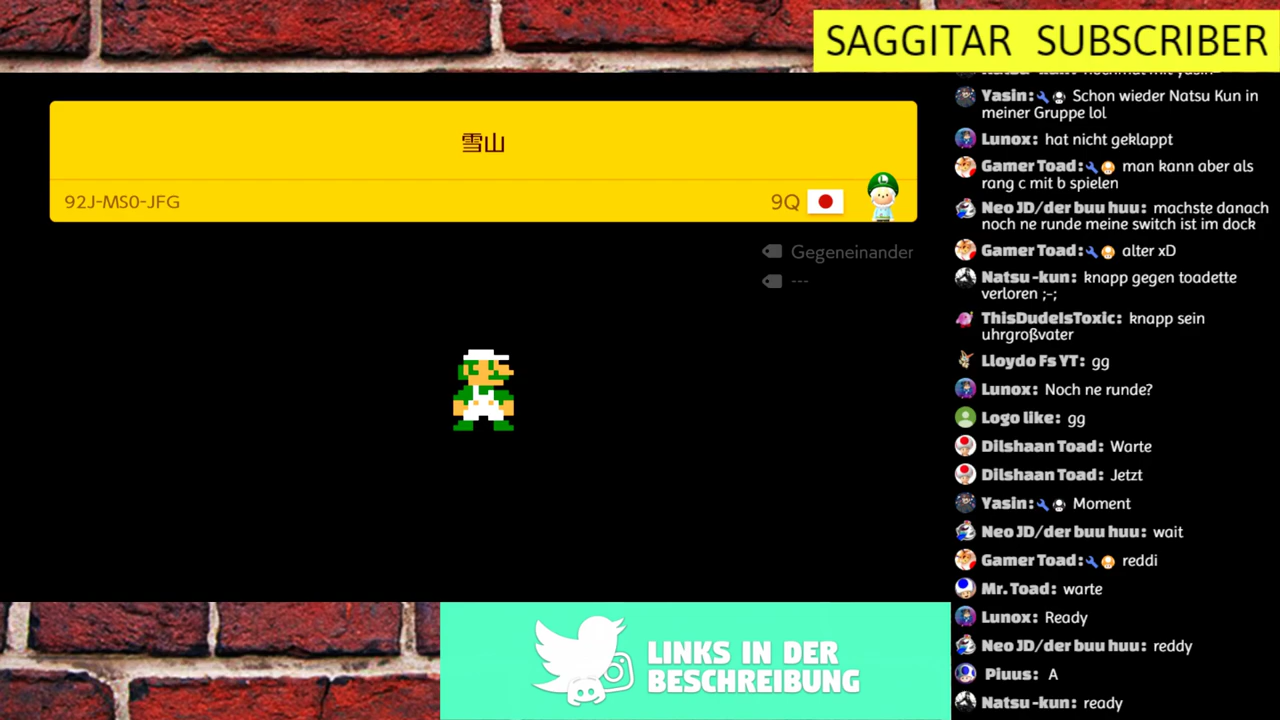 SAGGITAR SUBSCRIBER
雪山
92J-MS0-JFG
9Q
Gegeneinander
---
Yasin: Schon wieder Natsu Kun in
meiner Gruppe lol
Lunox: hat nicht geklappt
Gamer Toad: man kann aber als
rang c mit b spielen
Neo JD/der buu huu: machste danach
noch ne runde meine switch ist im dock
Gamer Toad: alter xD
Natsu-kun: knapp gegen toadette
verloren ;-;
ThisDudeIsToxic: knapp sein
uhrgroßvater
Lloydo Fs YT: gg
Lunox: Noch ne runde?
Logo like: gg
Dilshaan Toad: Warte
Dilshaan Toad: Jetzt
Yasin: Moment
Neo JD/der buu huu: wait
Gamer Toad: reddi
Mr. Toad: warte
Lunox: Ready
Neo JD/der buu huu: reddy
Piuus: A
Natsu-kun: ready
LINKS IN DER
BESCHREIBUNG